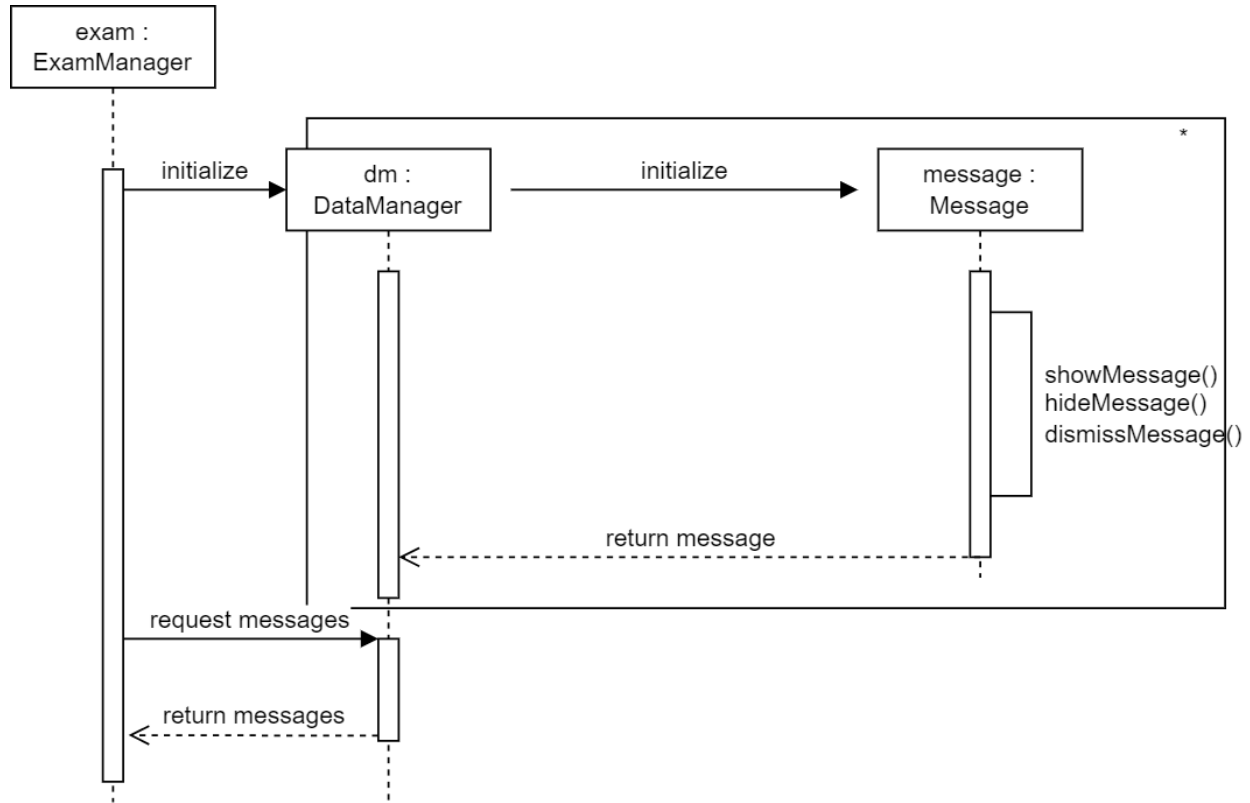 exam :
ExamManager
*
initialize
dm :
DataManager
initialize
message :
Message
showMessage()
hideMessage()
dismissMessage()
return message
request messages
return messages